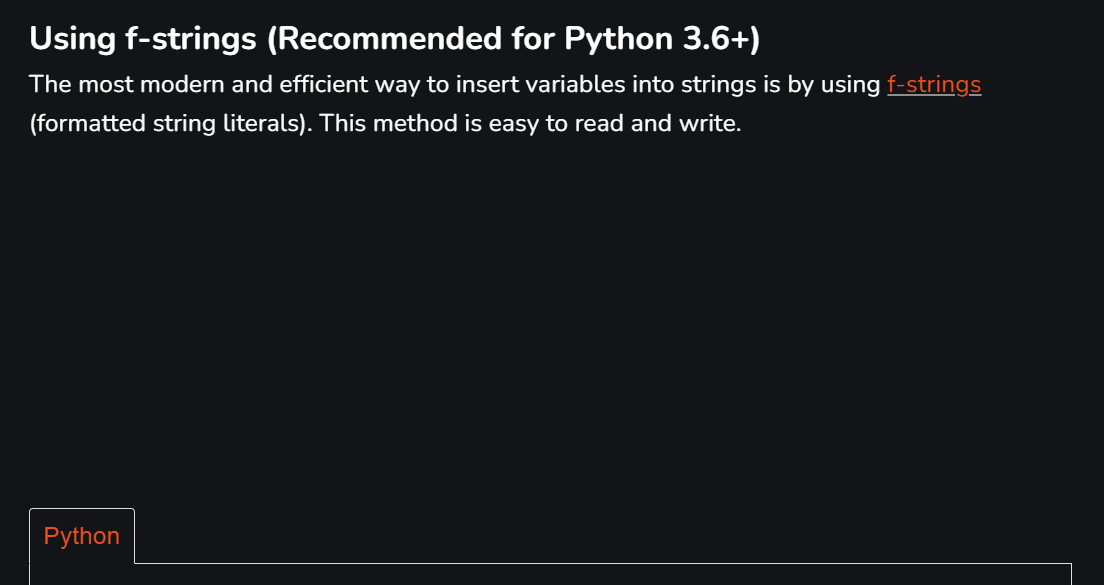 Using f-strings (Recommended for Python 3.6+)
The most modern and efficient way to insert variables into strings is by using f-strings
(formatted string literals). This method is easy to read and write.
Python